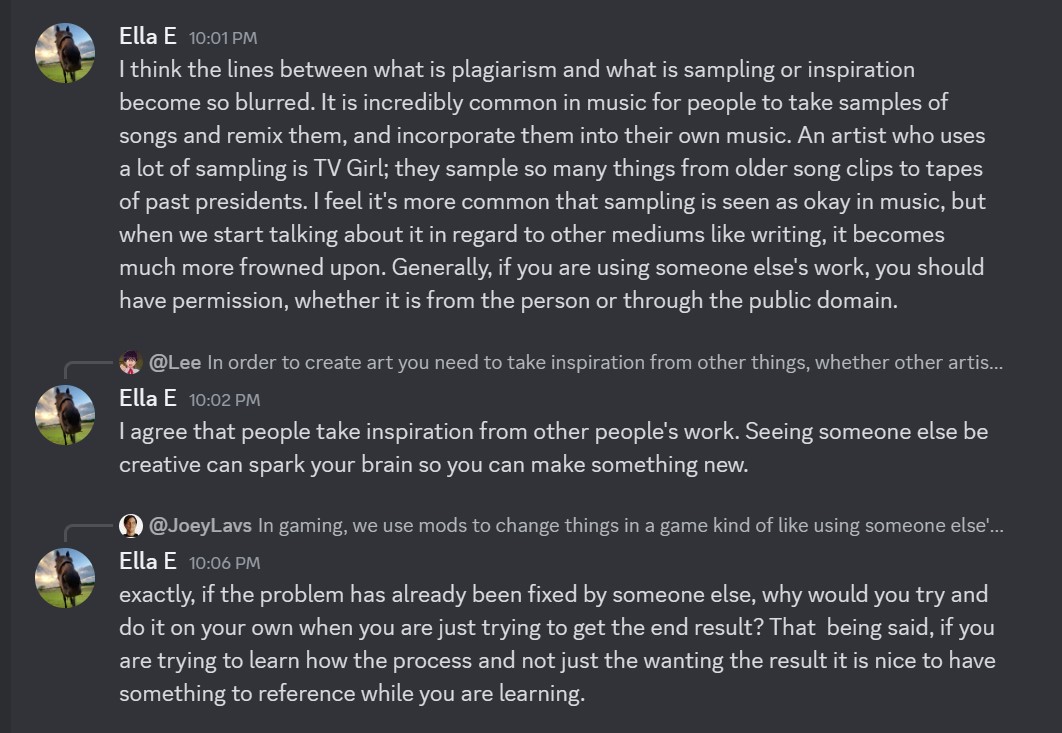 Ella E 10:01 PM
I think the lines between what is plagiarism and what is sampling or inspiration
become so blurred. It is incredibly common in music for people to take samples of
songs and remix them, and incorporate them into their own music. An artist who uses
a lot of sampling is TV Girl; they sample so many things from older song clips to tapes
of past presidents. I feel it's more common that sampling is seen as okay in music, but
when we start talking about it in regard to other mediums like writing, it becomes
much more frowned upon. Generally, if you are using someone else's work, you should
have permission, whether it is from the person or through the public domain.
@Lee In order to create art you need to take inspiration from other things, whether other artis...
Ella E 10:02 PM
I agree that people take inspiration from other people's work. Seeing someone else be
creative can spark your brain so you can make something new.
@JoeyLavs In gaming, we use mods to change things in a game kind of like using someone else'...
Ella E 10:06 PM
exactly, if the problem has already been fixed by someone else, why would you try and
do it on your own when you are just trying to get the end result? That  being said, if you
are trying to learn how the process and not just the wanting the result it is nice to have
something to reference while you are learning.